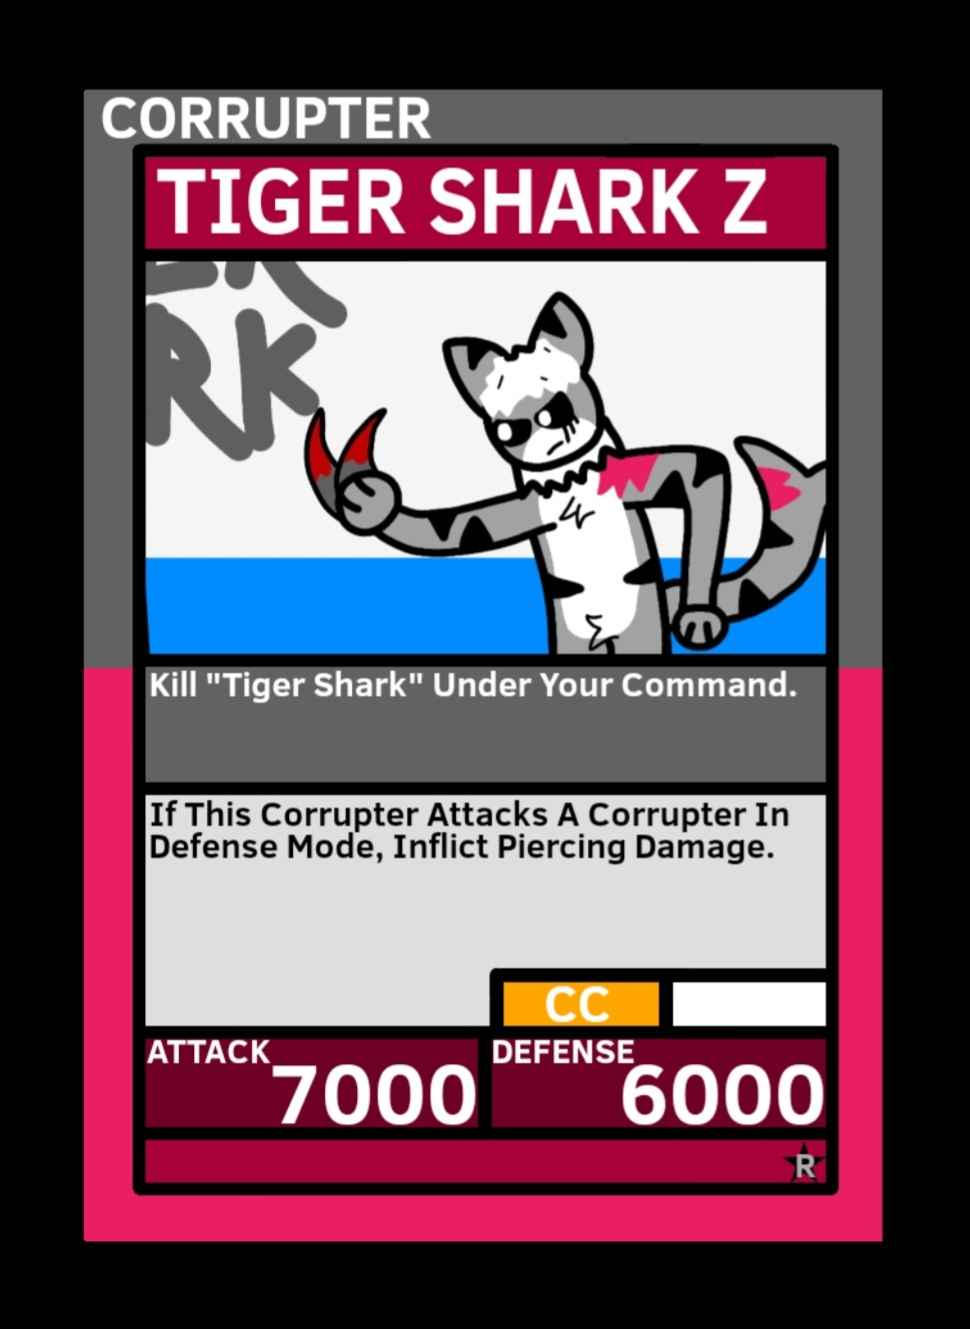 CORRUPTER
TIGER SHARK Z
RK
Kill "Tiger Shark" Under Your Command.
If This Corrupter Attacks A Corrupter In
Defense Mode, Inflict Piercing Damage.
CC
ATTACK
7000
DEFENSE
6000
R